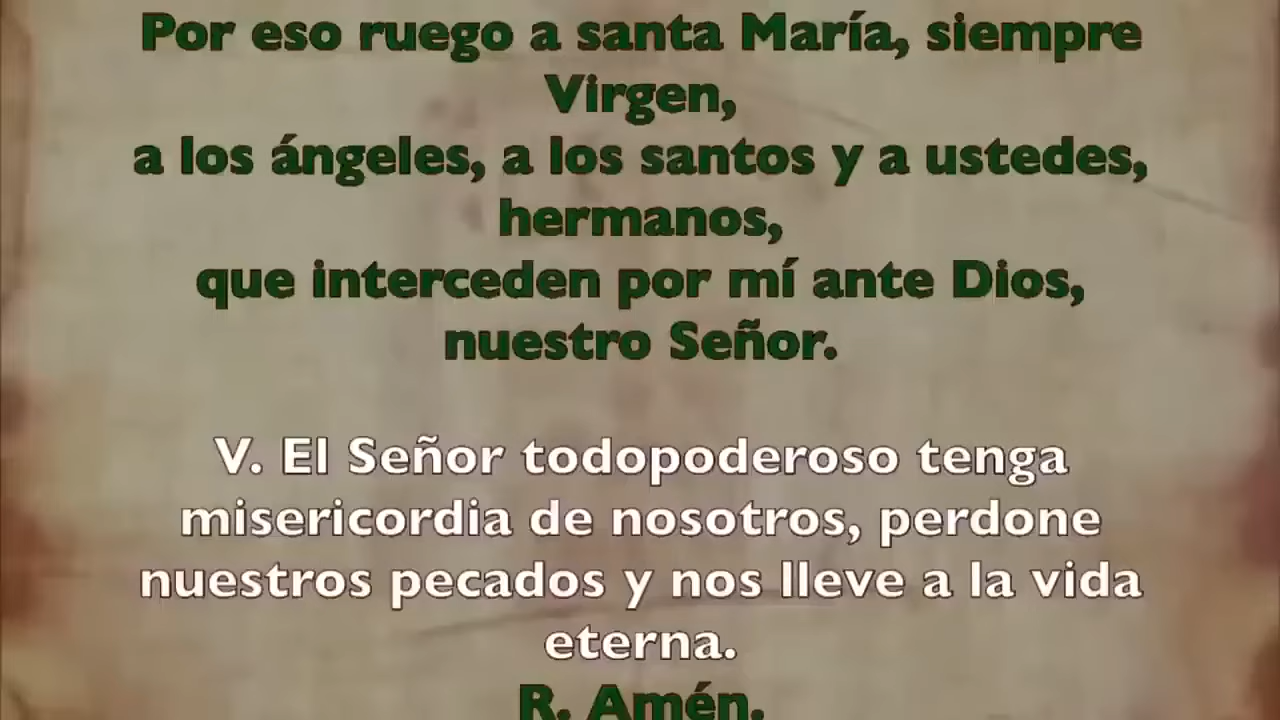 Por eso ruego a santa María, siempre
Virgen,
a los ángeles, a los santos y a ustedes,
hermanos,
que interceden por mí ante Dios,
nuestro Señor.
V. El Señor todopoderoso tenga
misericordia de nosotros, perdone
nuestros pecados y nos lleve a la vida
eterna.
R. Amén.